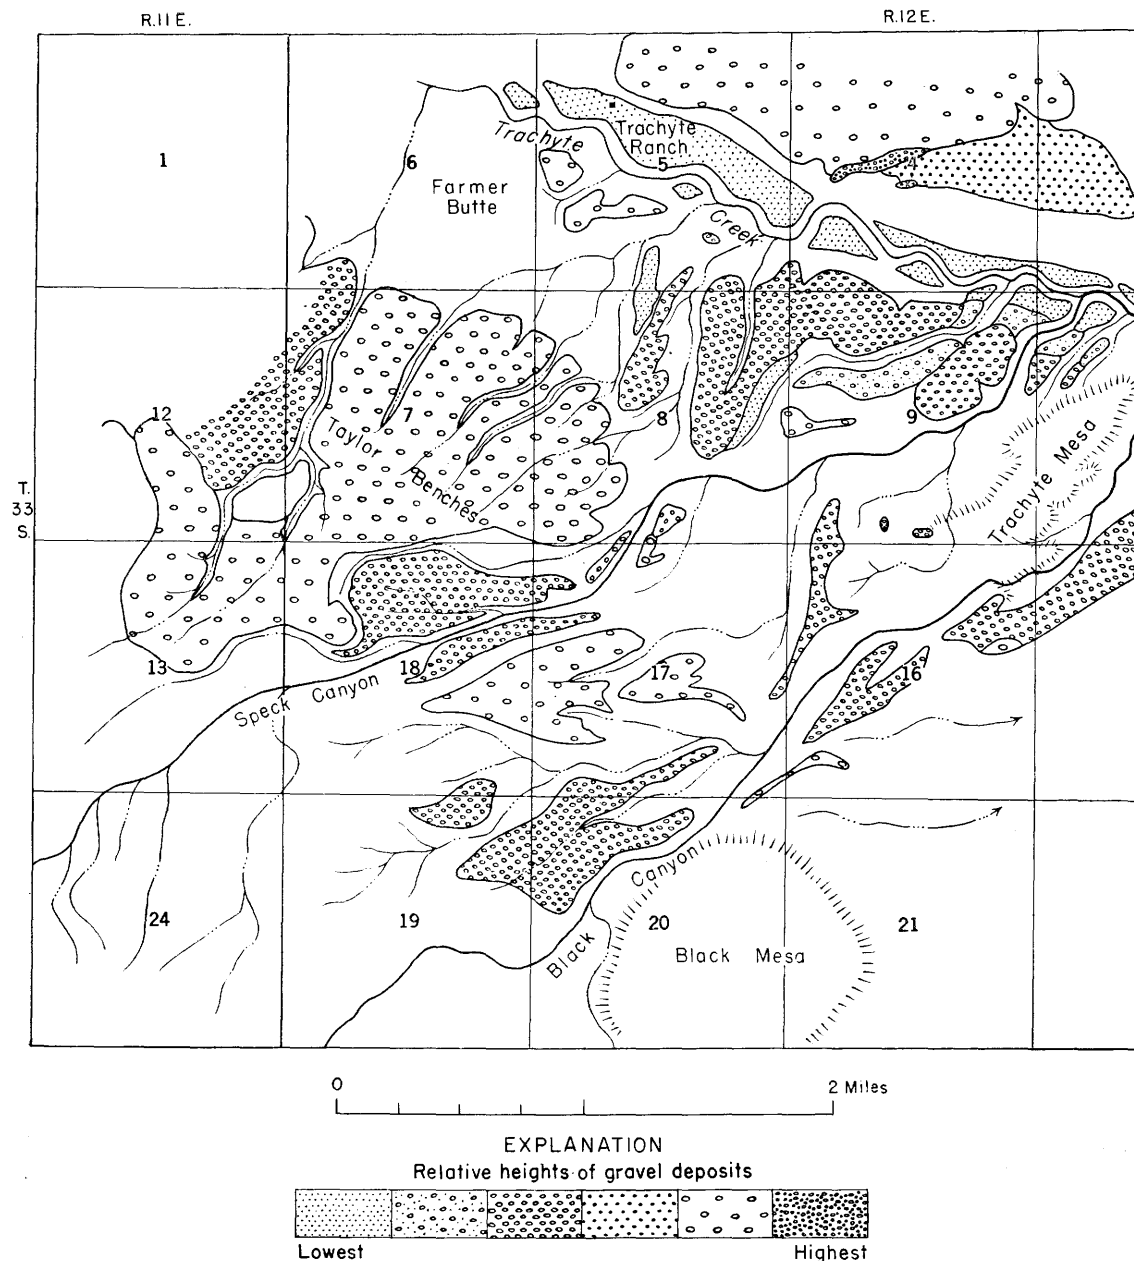 R.11 E.
R.12 E.
1
6
Trachyte
Trachyte
Ranch
5
4
Farmer
Butte
Creek
12
7
8
9
Taylor
Benches
Trachyte Mesa
T.
33
S.
13
18
17
16
Speck Canyon
24
19
20
21
Black Canyon
Black Mesa
0
2 Miles
EXPLANATION
Relative heights of gravel deposits
Lowest
Highest